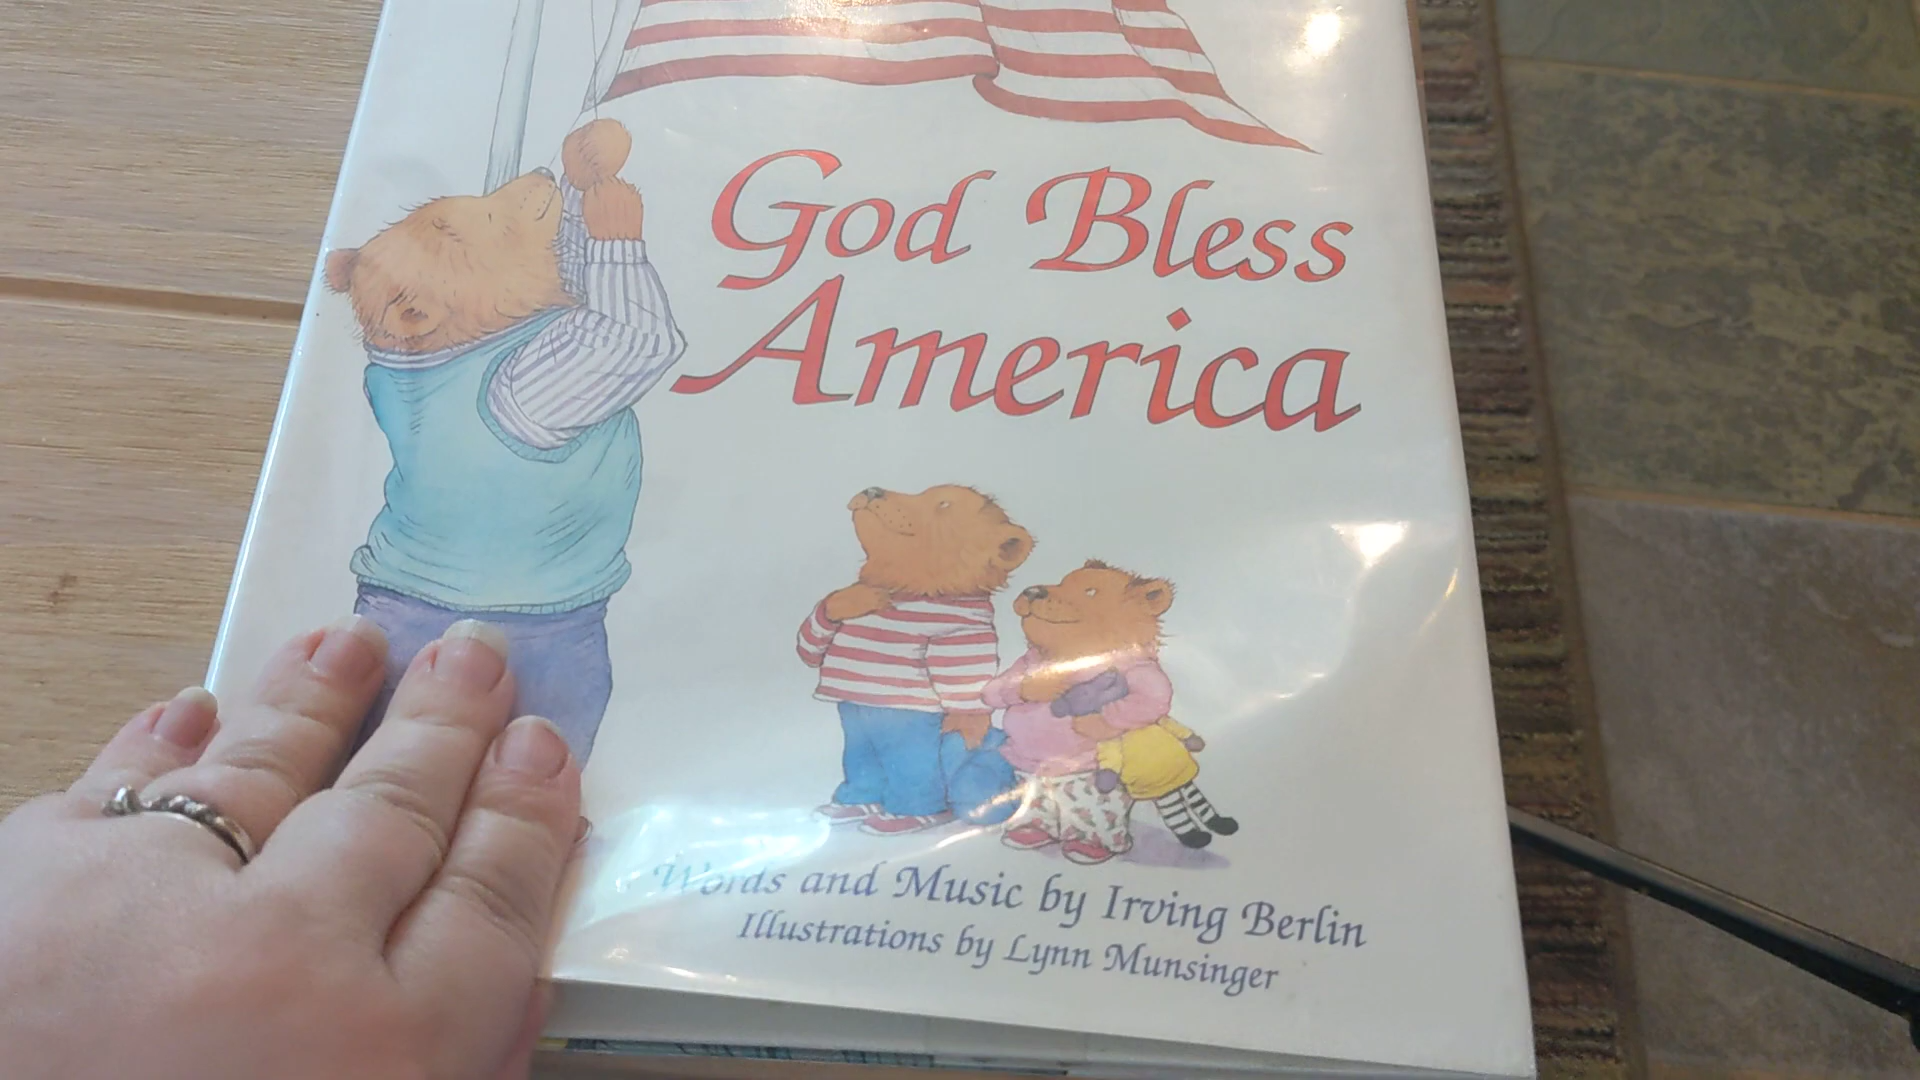 God Bless
America
Words and Music by Irving Berlin
Illustrations by Lynn Munsinger